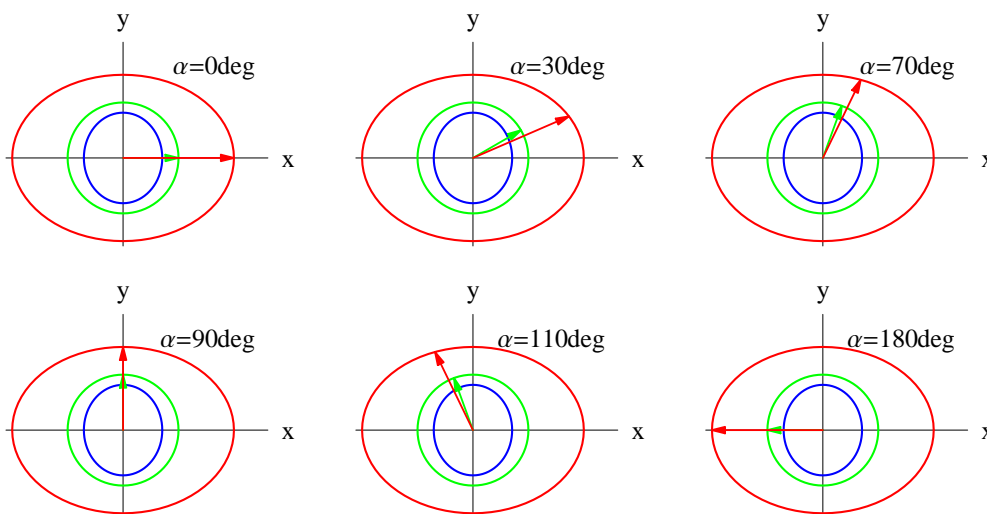 y
α=0deg
x
y
α=30deg
x
y
α=70deg
x
y
α=90deg
x
y
α=110deg
x
y
α=180deg
x